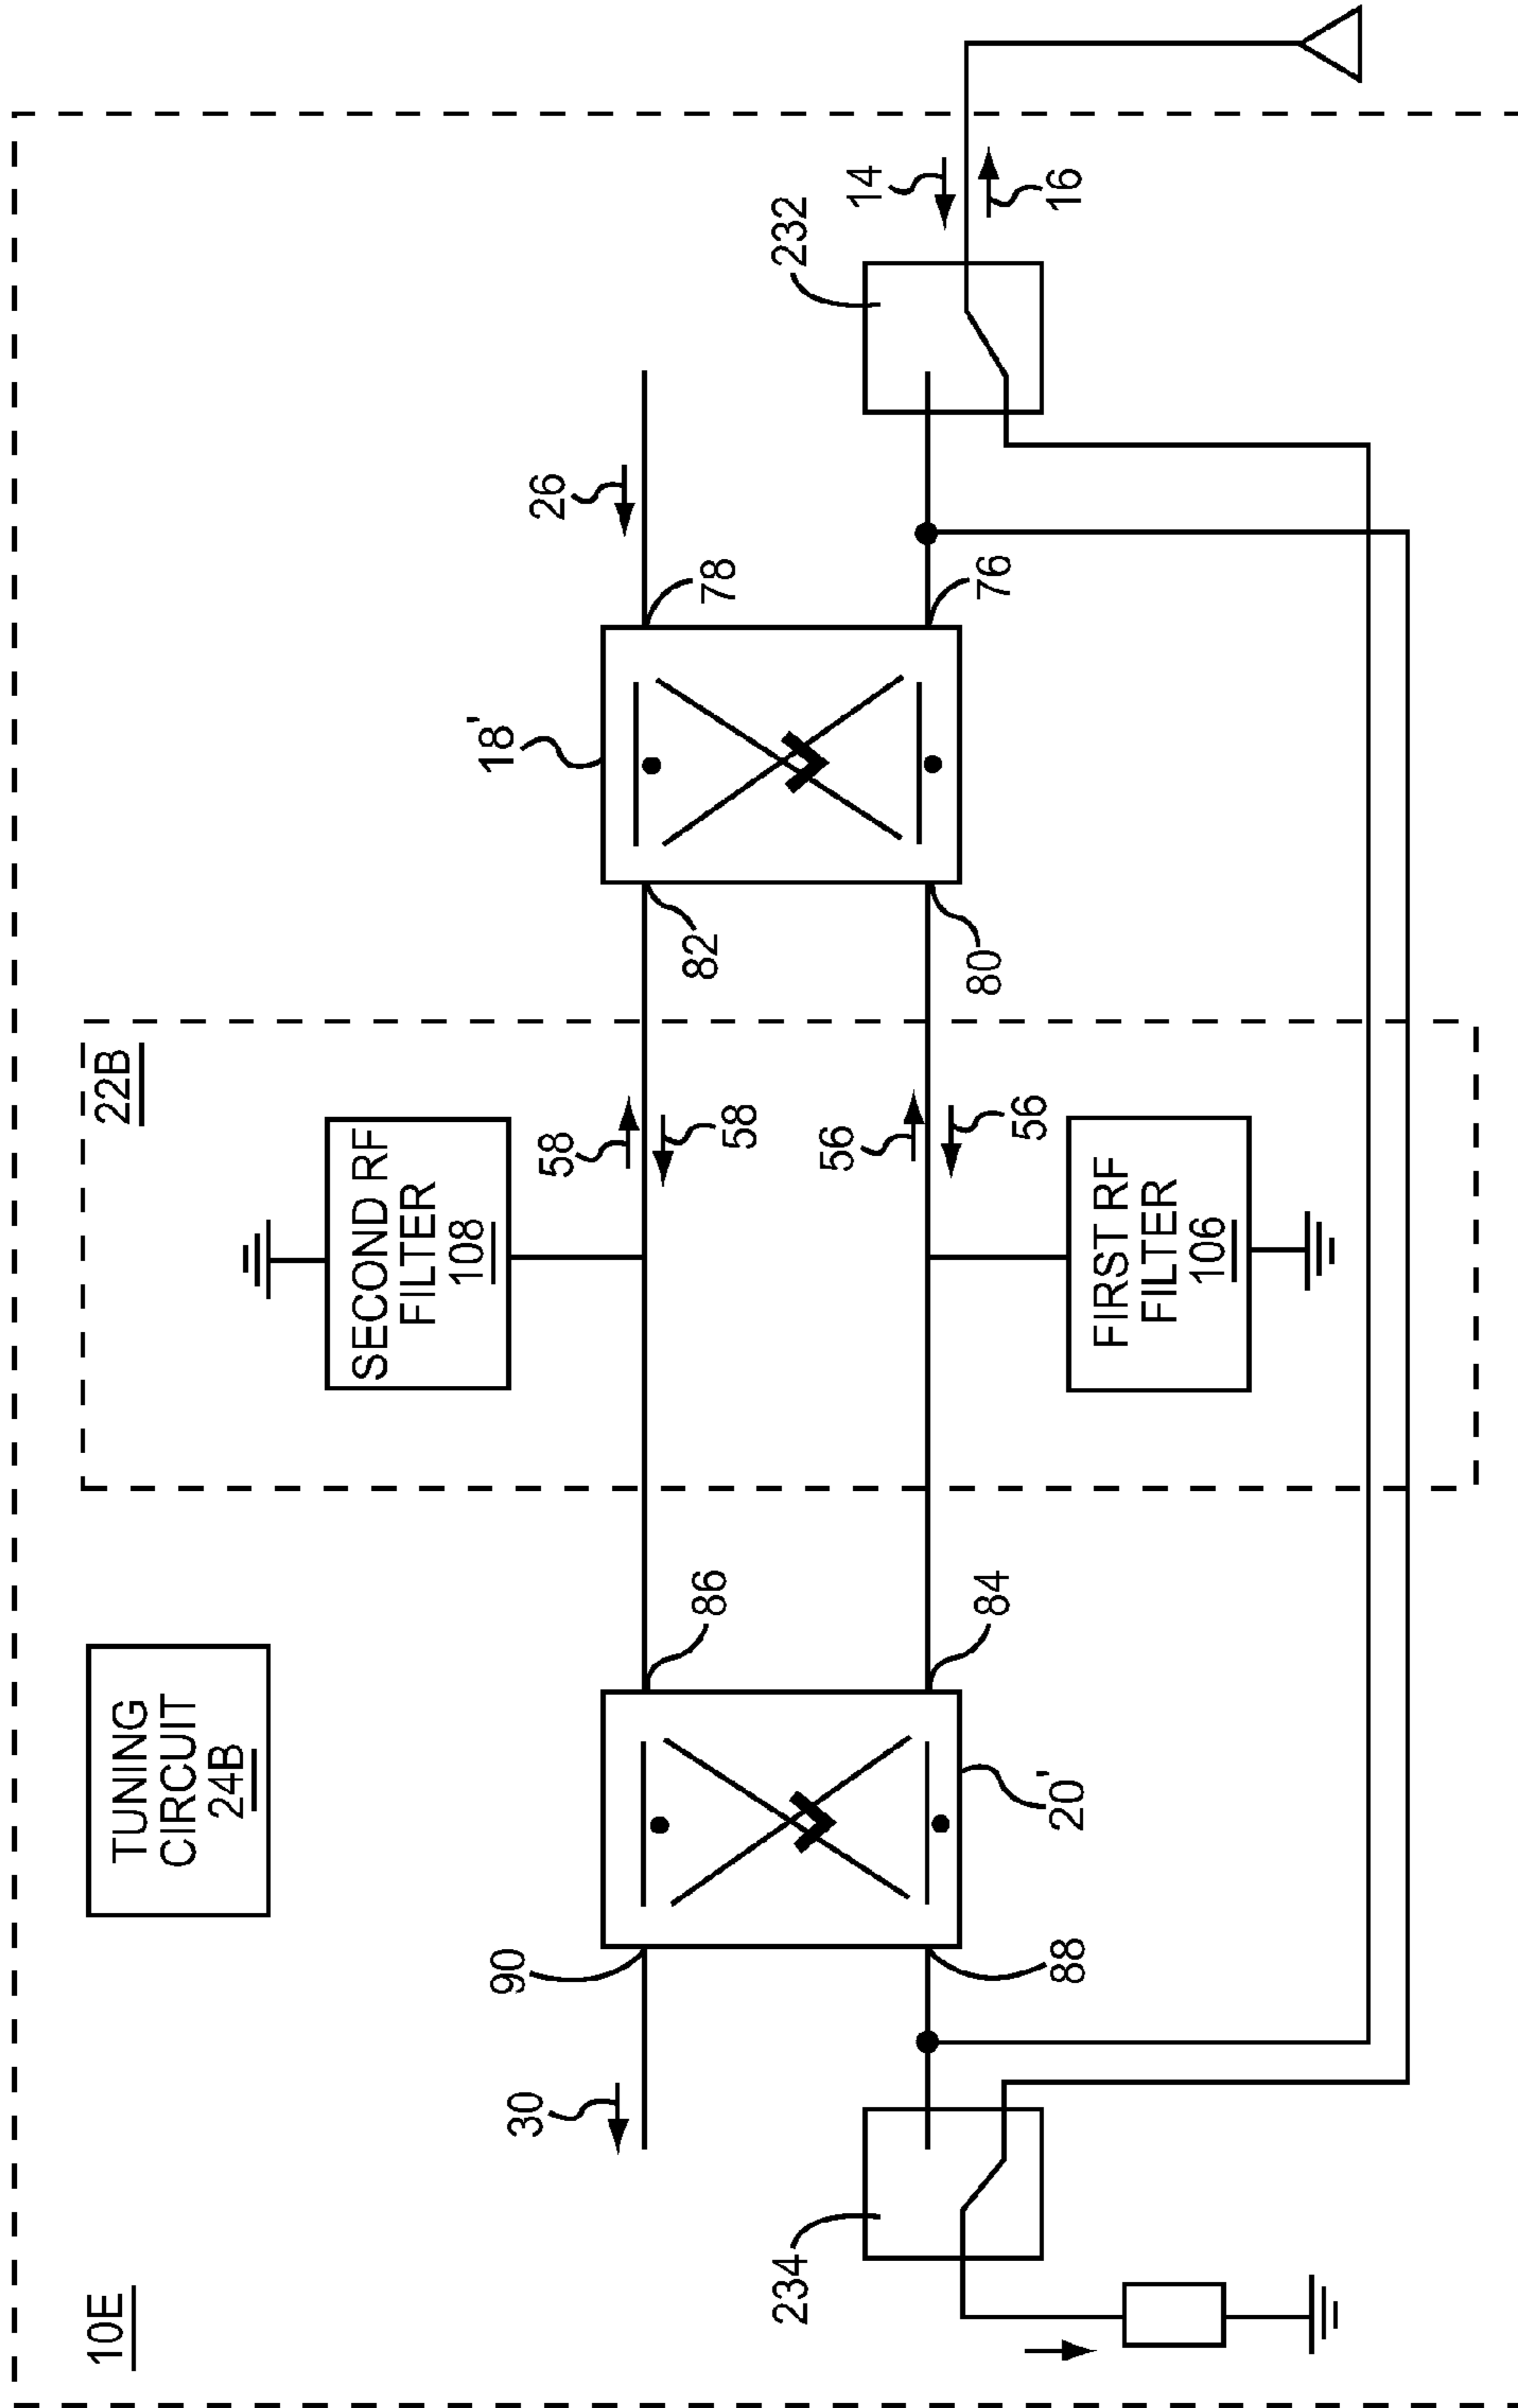 10E
TUNING
CIRCUIT
24B
22B
SECOND RF
FILTER
108
18'
26
30
90
86
58
58
82
78
234
88
20'
84
56
56
80
76
232
14
16
FIRST RF
FILTER
106